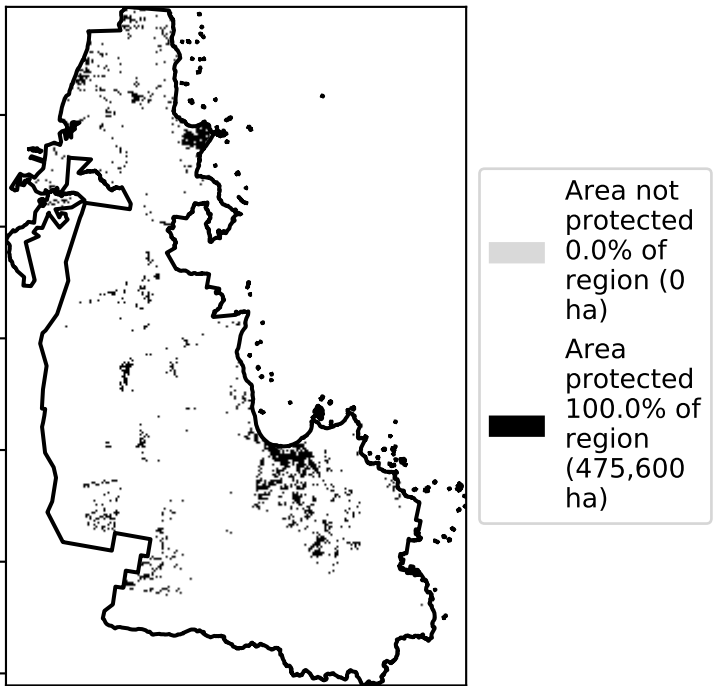 Area not
protected
0.0% of
region (0
ha)
Area
protected
100.0% of
region
(475,600
ha)